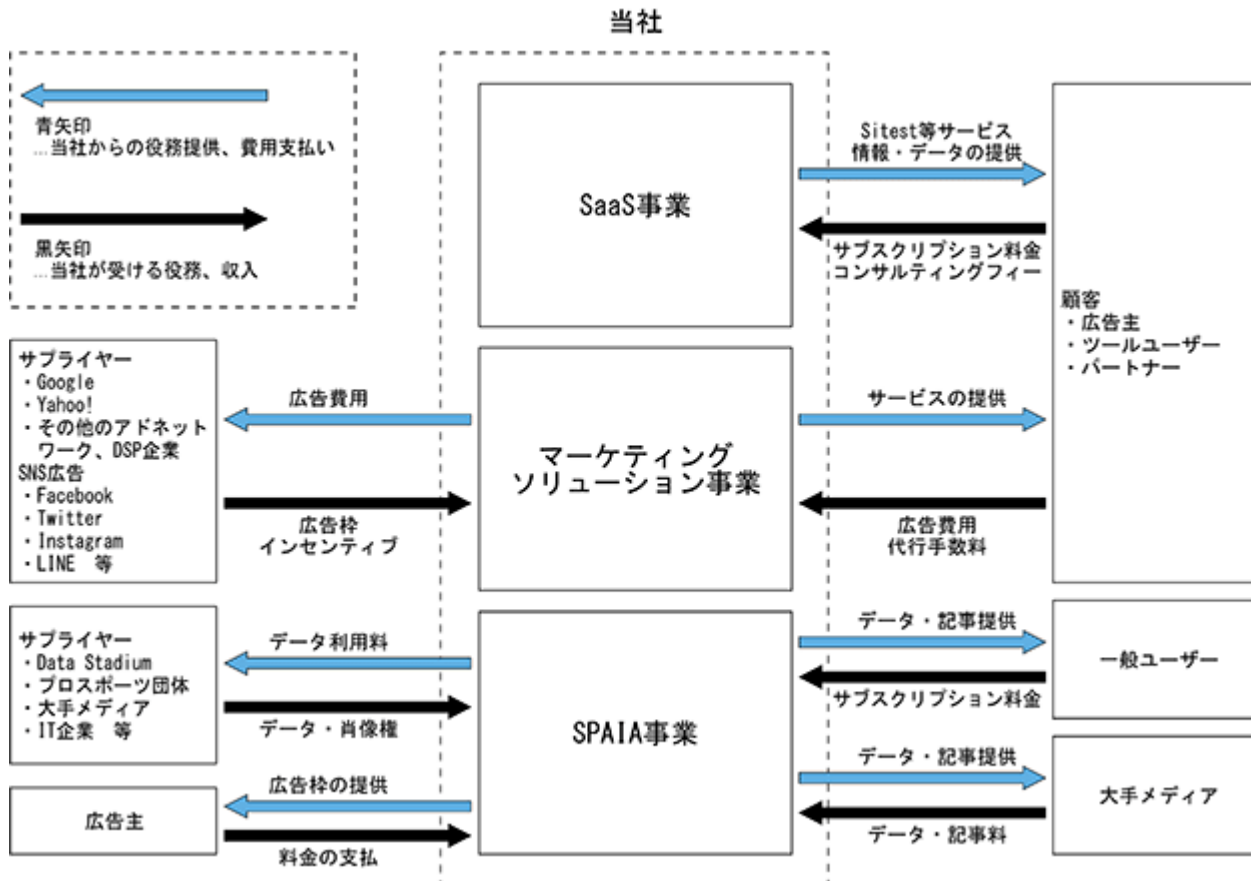 当社
青矢印
…当社からの役務提供、費用支払い
黒矢印
…当社が受ける役務、収入
SaaS事業
Sitest等サービス
情報・データの提供
サブスクリプション料金
コンサルティングフィー
顧客
・広告主
・ツールユーザー
・パートナー
サプライヤー
・Google
・Yahoo!
・その他のアドネット
ワーク、DSP企業
SNS広告
・Facebook
・Twitter
・Instagram
・LINE 等
広告費用
広告枠
インセンティブ
マーケティング
ソリューション事業
サービスの提供
広告費用
代行手数料
サプライヤー
・Data Stadium
・プロスポーツ団体
・大手メディア
・IT企業 等
データ利用料
データ・肖像権
SPAIA事業
データ・記事提供
サブスクリプション料金
一般ユーザー
広告主
広告枠の提供
料金の支払
データ・記事提供
データ・記事料
大手メディア